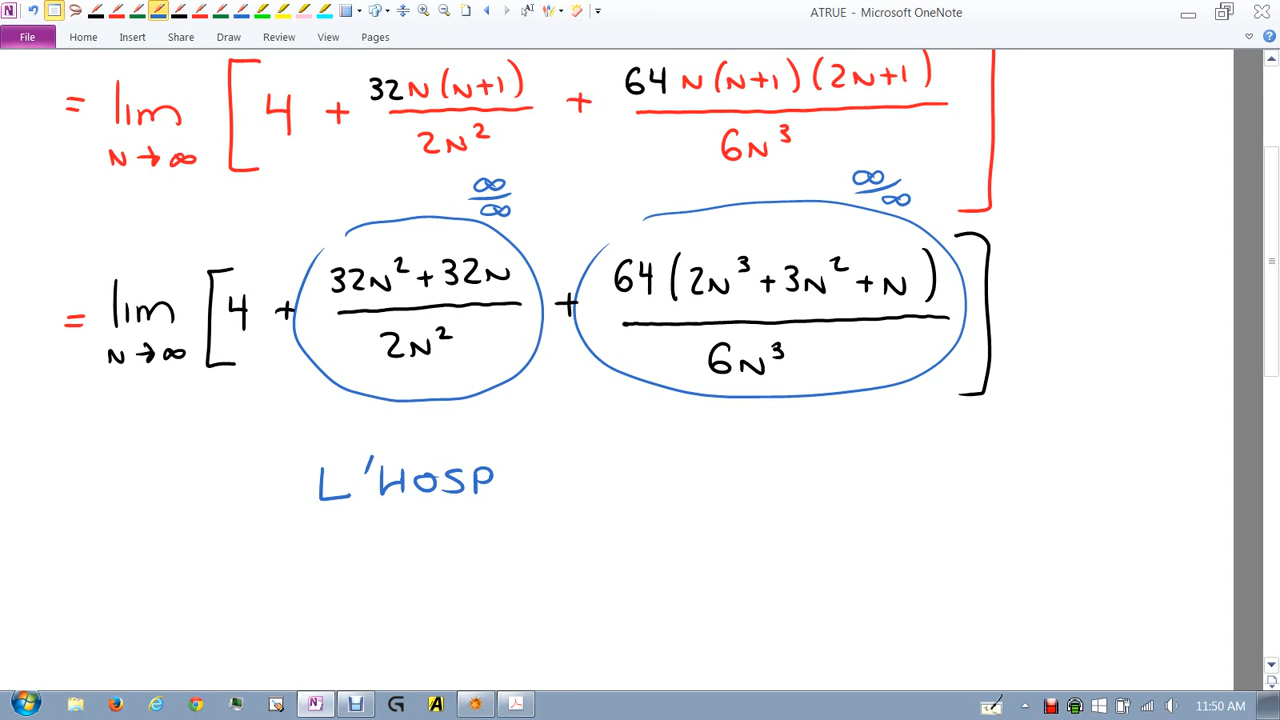 ATRUE - Microsoft OneNote
File Home Insert Share Draw Review View Pages
= lim N→∞ [ 4 + 32N(N+1) / 2N² + 64N(N+1)(2N+1) / 6N³ ]
∞/∞ ∞/∞
= lim N→∞ [ 4 + 32N²+32N / 2N² + 64(2N³+3N²+N) / 6N³ ]
L'HOSP
11:50 AM